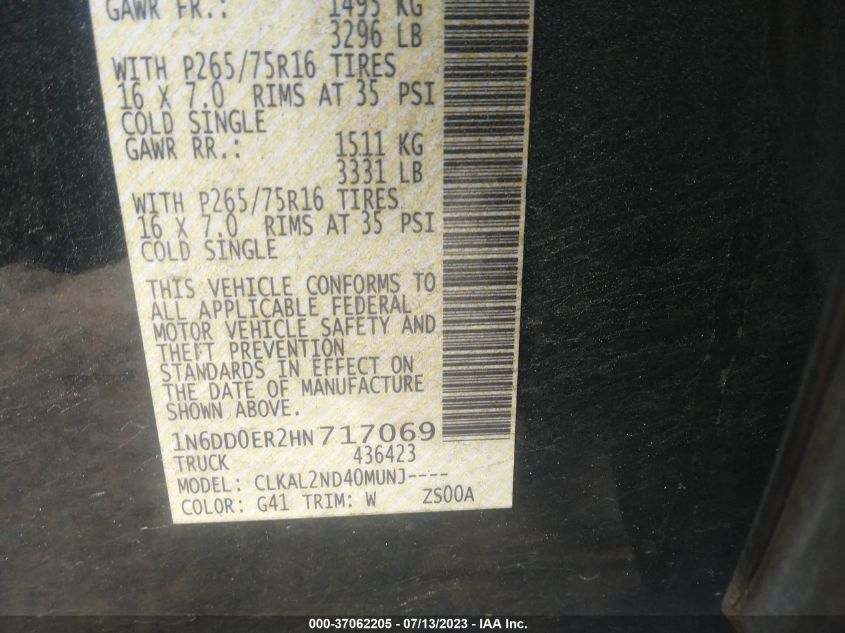 GAWR FR.: 1495 KG
3296 LB
WITH P265/75R16 TIRES
16 X 7.0 RIMS AT 35 PSI
COLD SINGLE
GAWR RR.: 1511 KG
3331 LB
WITH P265/75R16 TIRES
16 X 7.0 RIMS AT 35 PSI
COLD SINGLE
THIS VEHICLE CONFORMS TO
ALL APPLICABLE FEDERAL
MOTOR VEHICLE SAFETY AND
THEFT PREVENTION
STANDARDS IN EFFECT ON
THE DATE OF MANUFACTURE
SHOWN ABOVE.
1N6DD0ER2HN717069
TRUCK 436423
MODEL: CLKAL2ND40MUNJ----
COLOR: G41 TRIM: W ZS00A
000-37062205 - 07/13/2023 - IAA Inc.